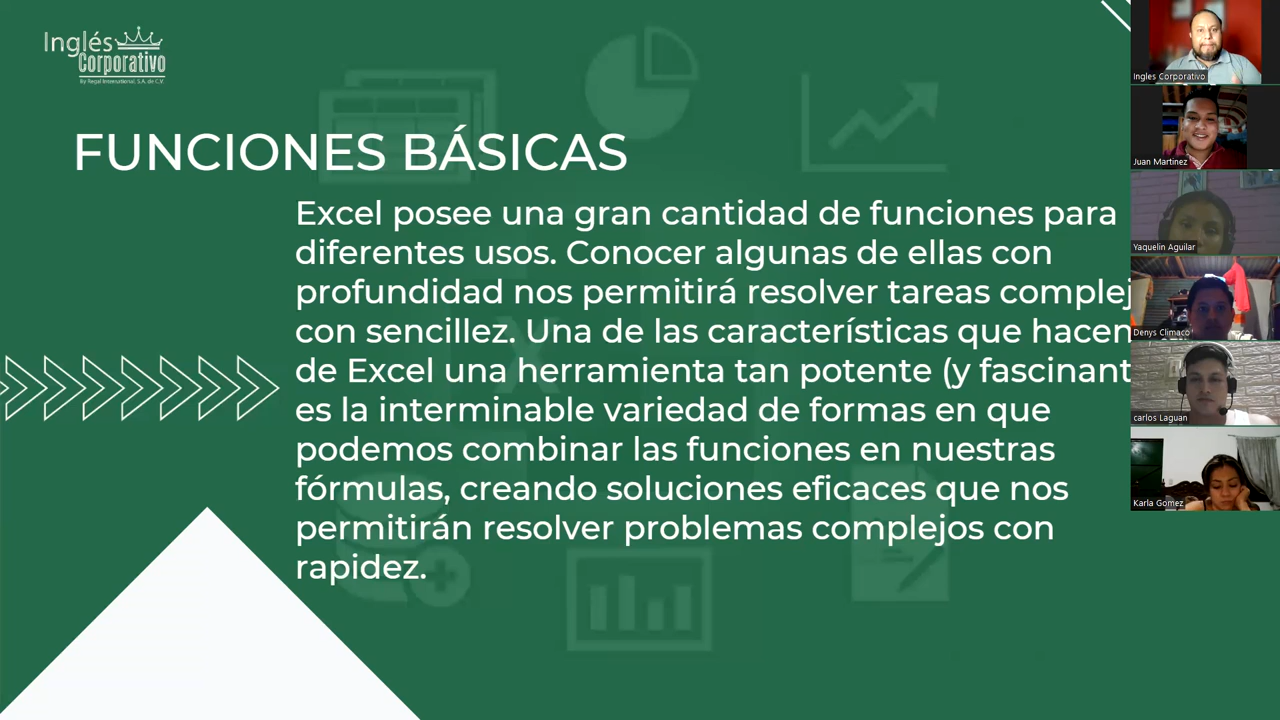 Inglés
Corporativo
By Regal International, S.A. de C.V.
FUNCIONES BÁSICAS
Excel posee una gran cantidad de funciones para
diferentes usos. Conocer algunas de ellas con
profundidad nos permitirá resolver tareas complej
con sencillez. Una de las características que hacen
de Excel una herramienta tan potente (y fascinant
es la interminable variedad de formas en que
podemos combinar las funciones en nuestras
fórmulas, creando soluciones eficaces que nos
permitirán resolver problemas complejos con
rapidez.
Ingles Corporativo
Juan Martinez
Yaquelin Aguilar
Denys Climaco
carlos Laguan
Karla Gomez